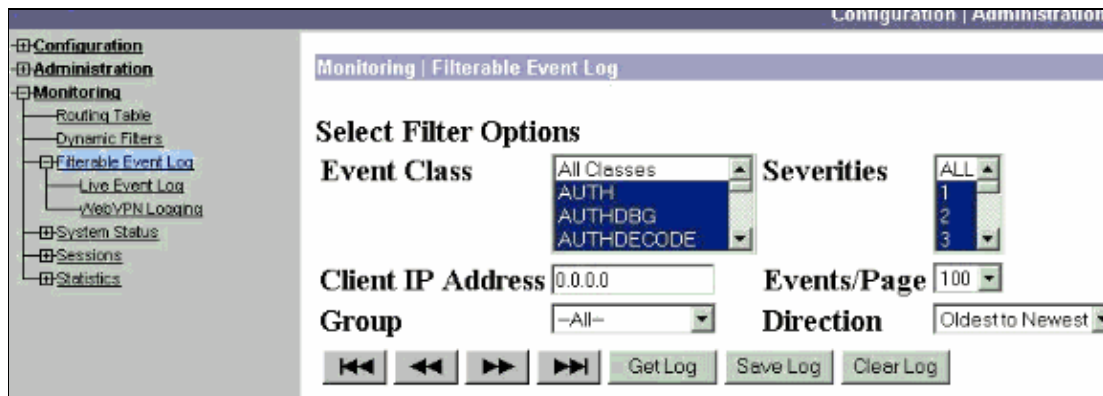 Configuration | Administration
Configuration
Administration
Monitoring
Routing Table
Dynamic Filters
Filterable Event Log
Live Event Log
WebVPN Logging
System Status
Sessions
Statistics
Monitoring | Filterable Event Log
Select Filter Options
Event Class
All Classes
AUTH
AUTHDBG
AUTHDECODE
Severities
ALL
1
2
3
Client IP Address 0.0.0.0
Events/Page 100
Group --All--
Direction Oldest to Newest
Get Log Save Log Clear Log